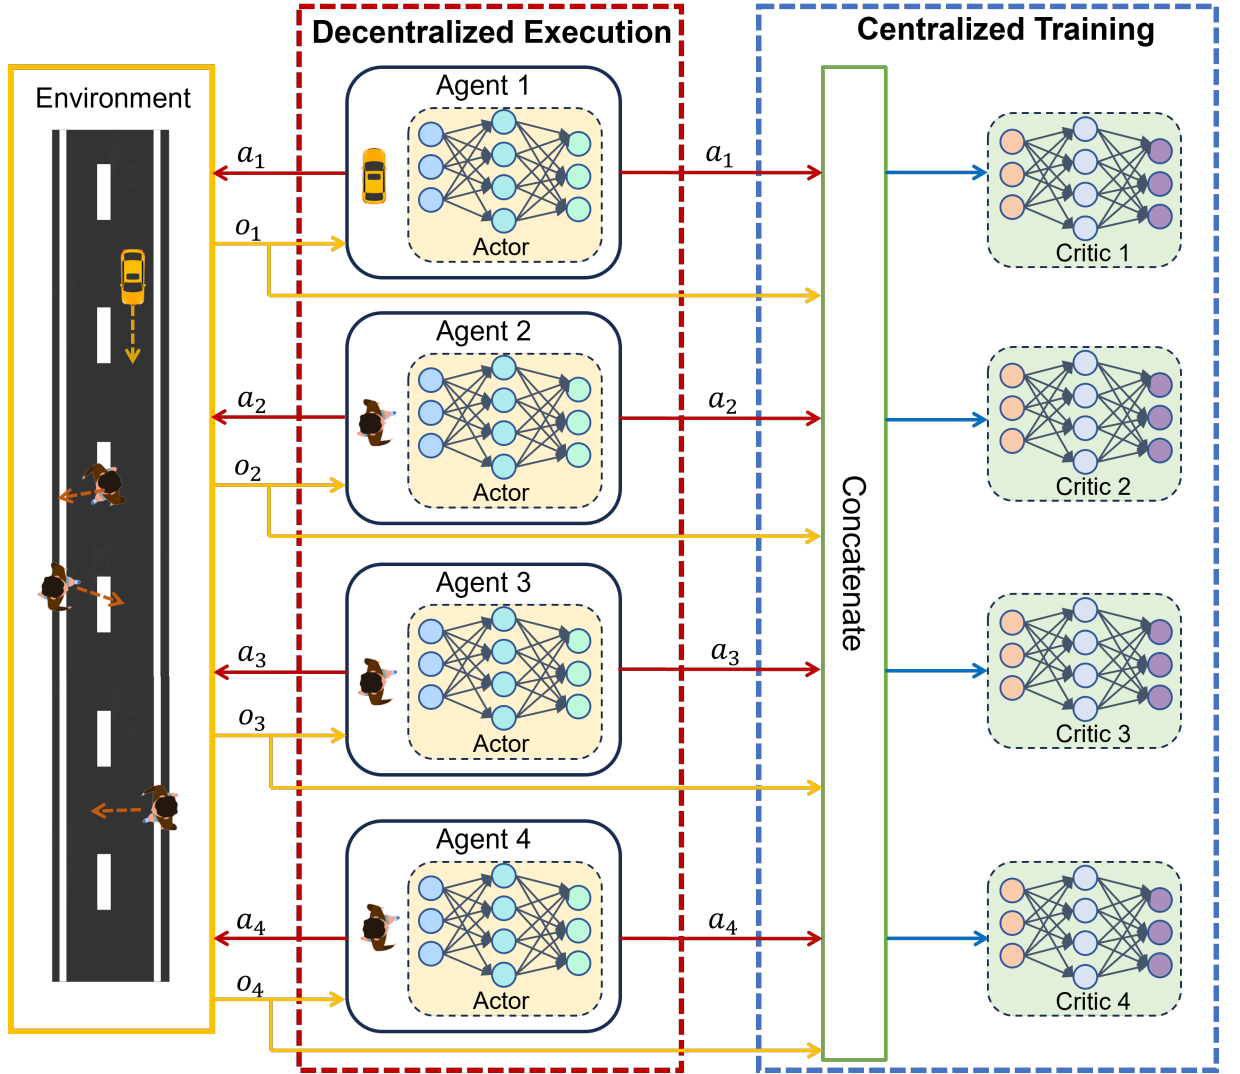 Decentralized Execution
Centralized Training
Environment
Agent 1
a₁
a₁
o₁
Actor
Critic 1
Agent 2
a₂
a₂
o₂
Actor
Critic 2
Concatenate
Agent 3
a₃
a₃
o₃
Actor
Critic 3
Agent 4
a₄
a₄
o₄
Actor
Critic 4